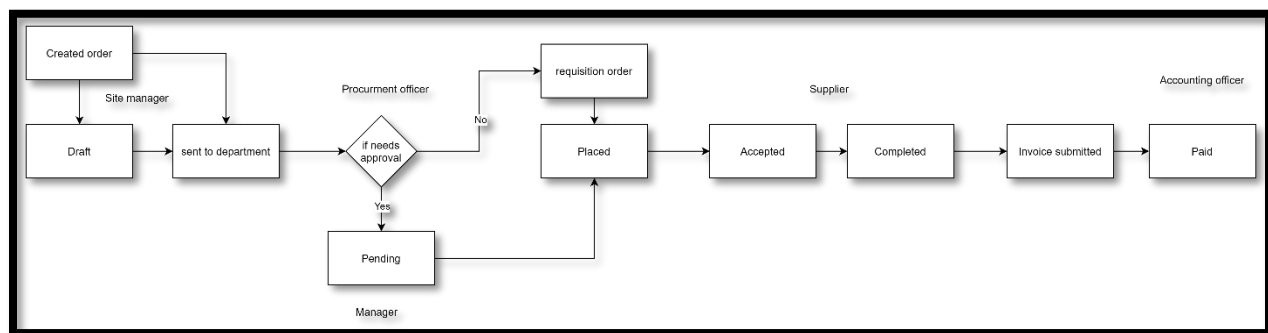 Created order
Site manager
Draft
sent to department
Procurment officer
if needs
approval
No
Yes
Pending
Manager
requisition order
Placed
Supplier
Accepted
Completed
Invoice submitted
Accounting officer
Paid